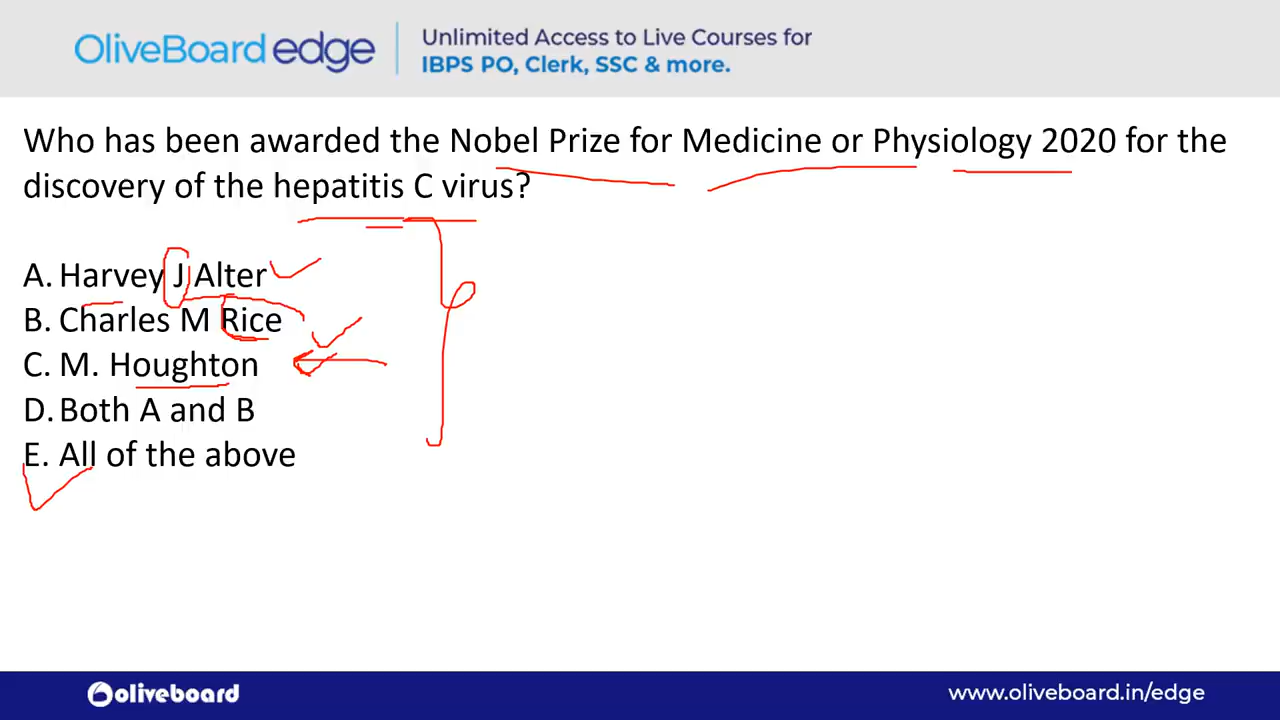 OliveBoard edge
Unlimited Access to Live Courses for
IBPS PO, Clerk, SSC & more.
Who has been awarded the Nobel Prize for Medicine or Physiology 2020 for the
discovery of the hepatitis C virus?
A. Harvey J Alter
B. Charles M Rice
C. M. Houghton
D. Both A and B
E. All of the above
oliveboard
www.oliveboard.in/edge